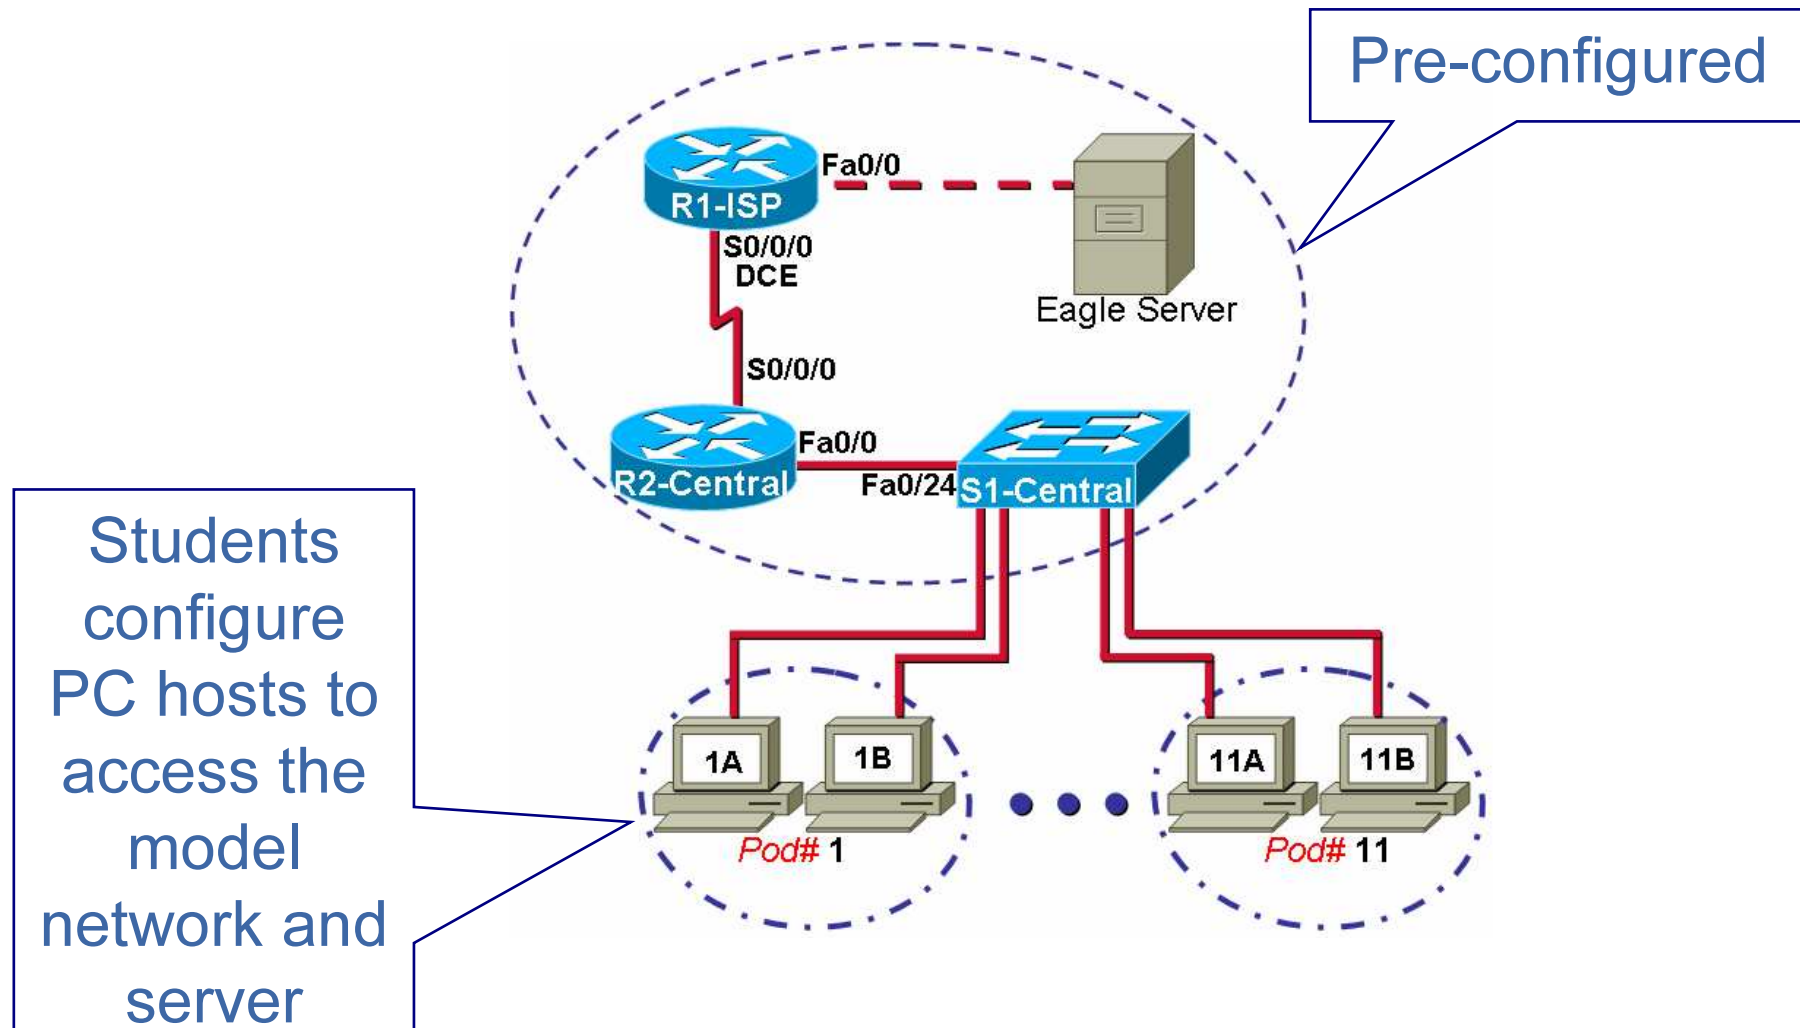 Pre-configured
Fa0/0
R1-ISP
S0/0/0
DCE
Eagle Server
S0/0/0
Fa0/0
R2-Central
Fa0/24
S1-Central
Students
configure
PC hosts to
access the
model
network and
server
1A
1B
11A
11B
Pod# 1
Pod# 11